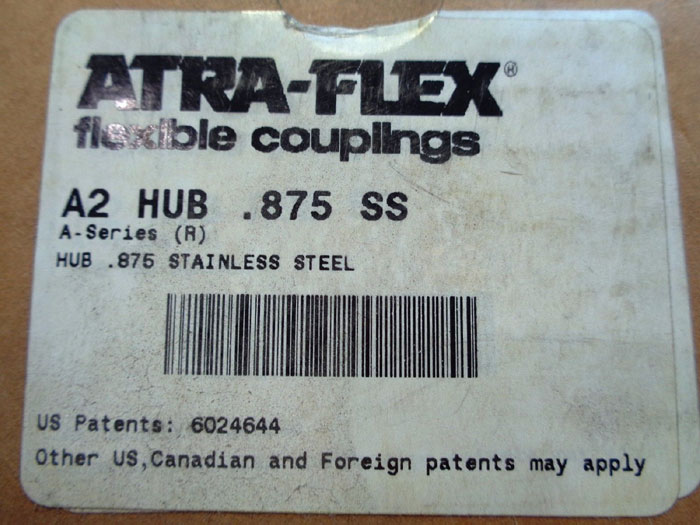 ATRA-FLEX®
flexible couplings
A2 HUB .875 SS
A-Series (R)
HUB .875 STAINLESS STEEL
US Patents: 6024644
Other US,Canadian and Foreign patents may apply